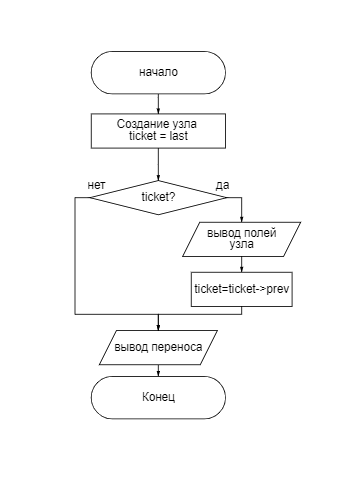 начало
Создание узла
ticket = last
нет
да
ticket?
вывод полей
узла
ticket=ticket->prev
вывод переноса
Конец